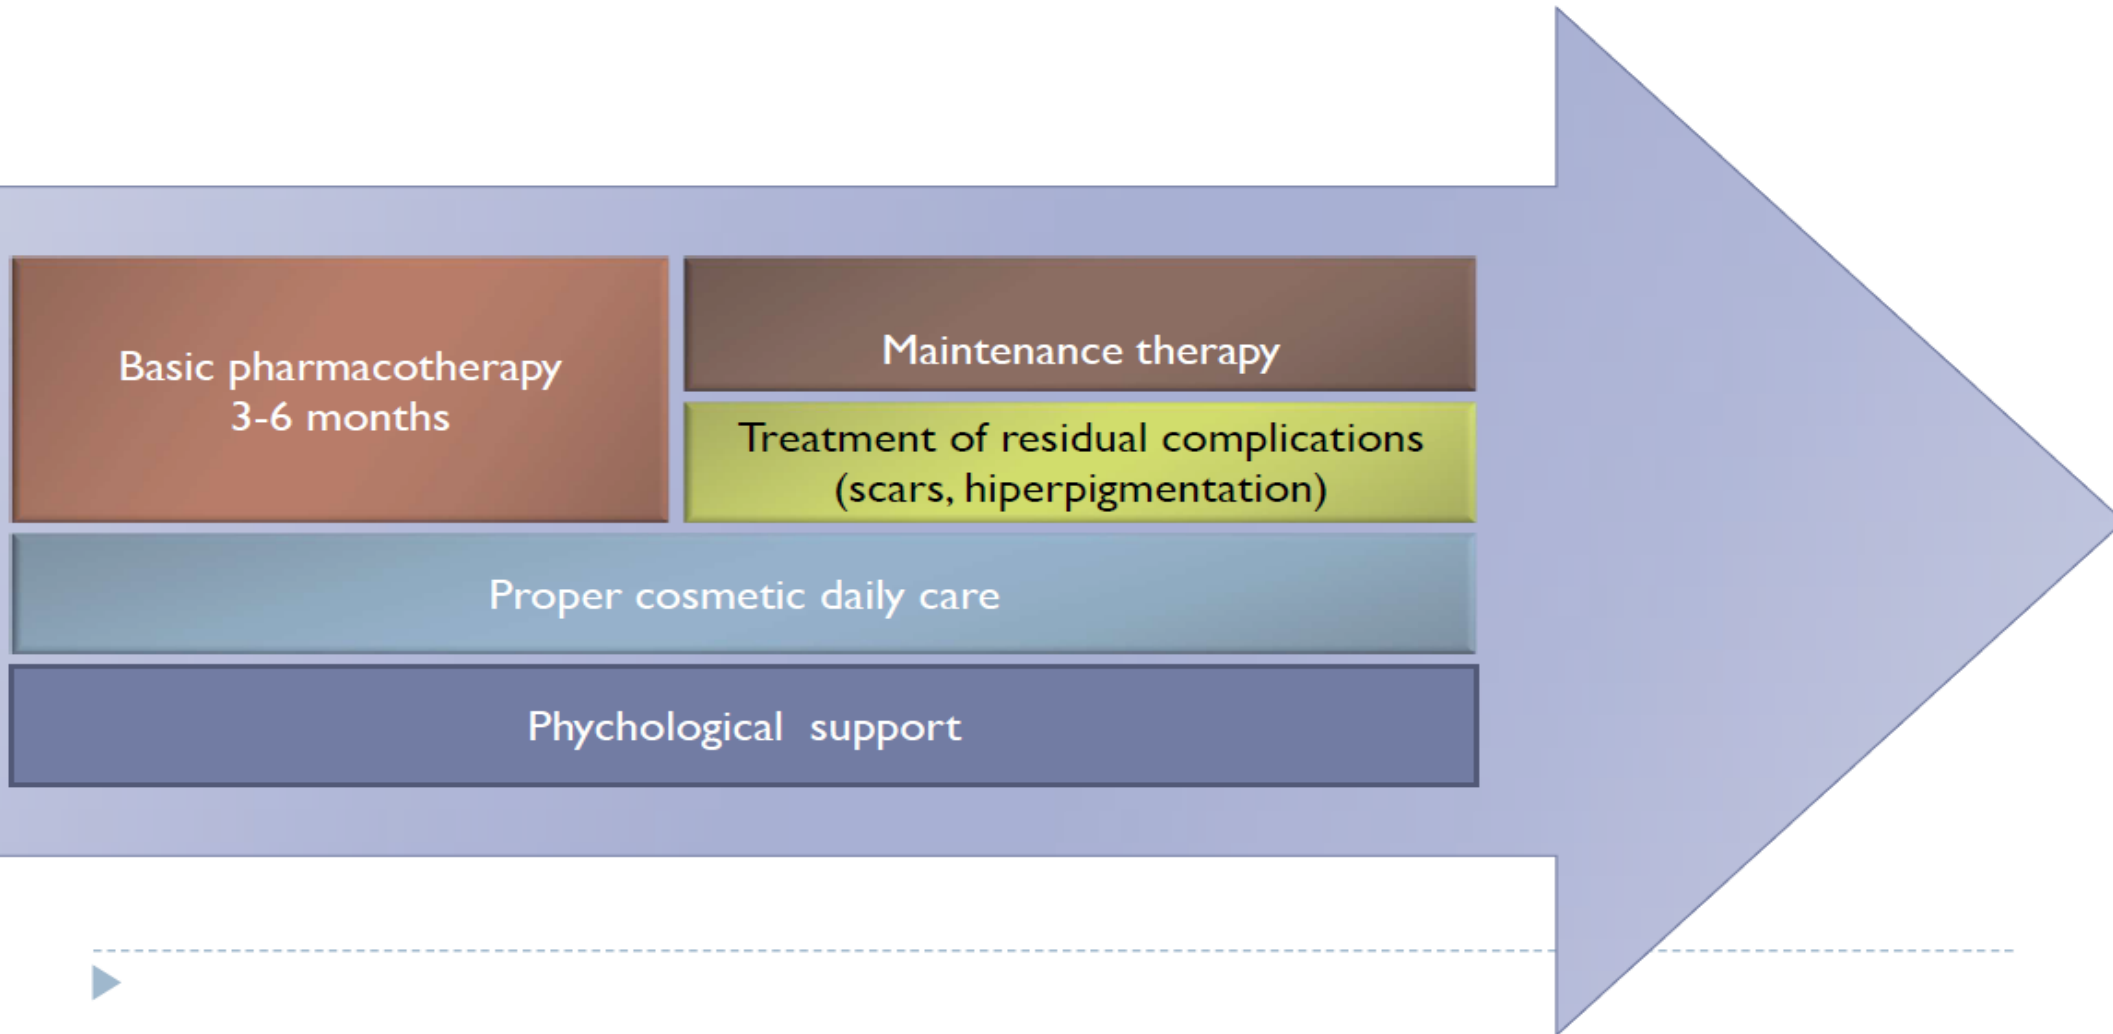 Basic pharmacotherapy
3-6 months
Maintenance therapy
Treatment of residual complications
(scars, hiperpigmentation)
Proper cosmetic daily care
Phychological support